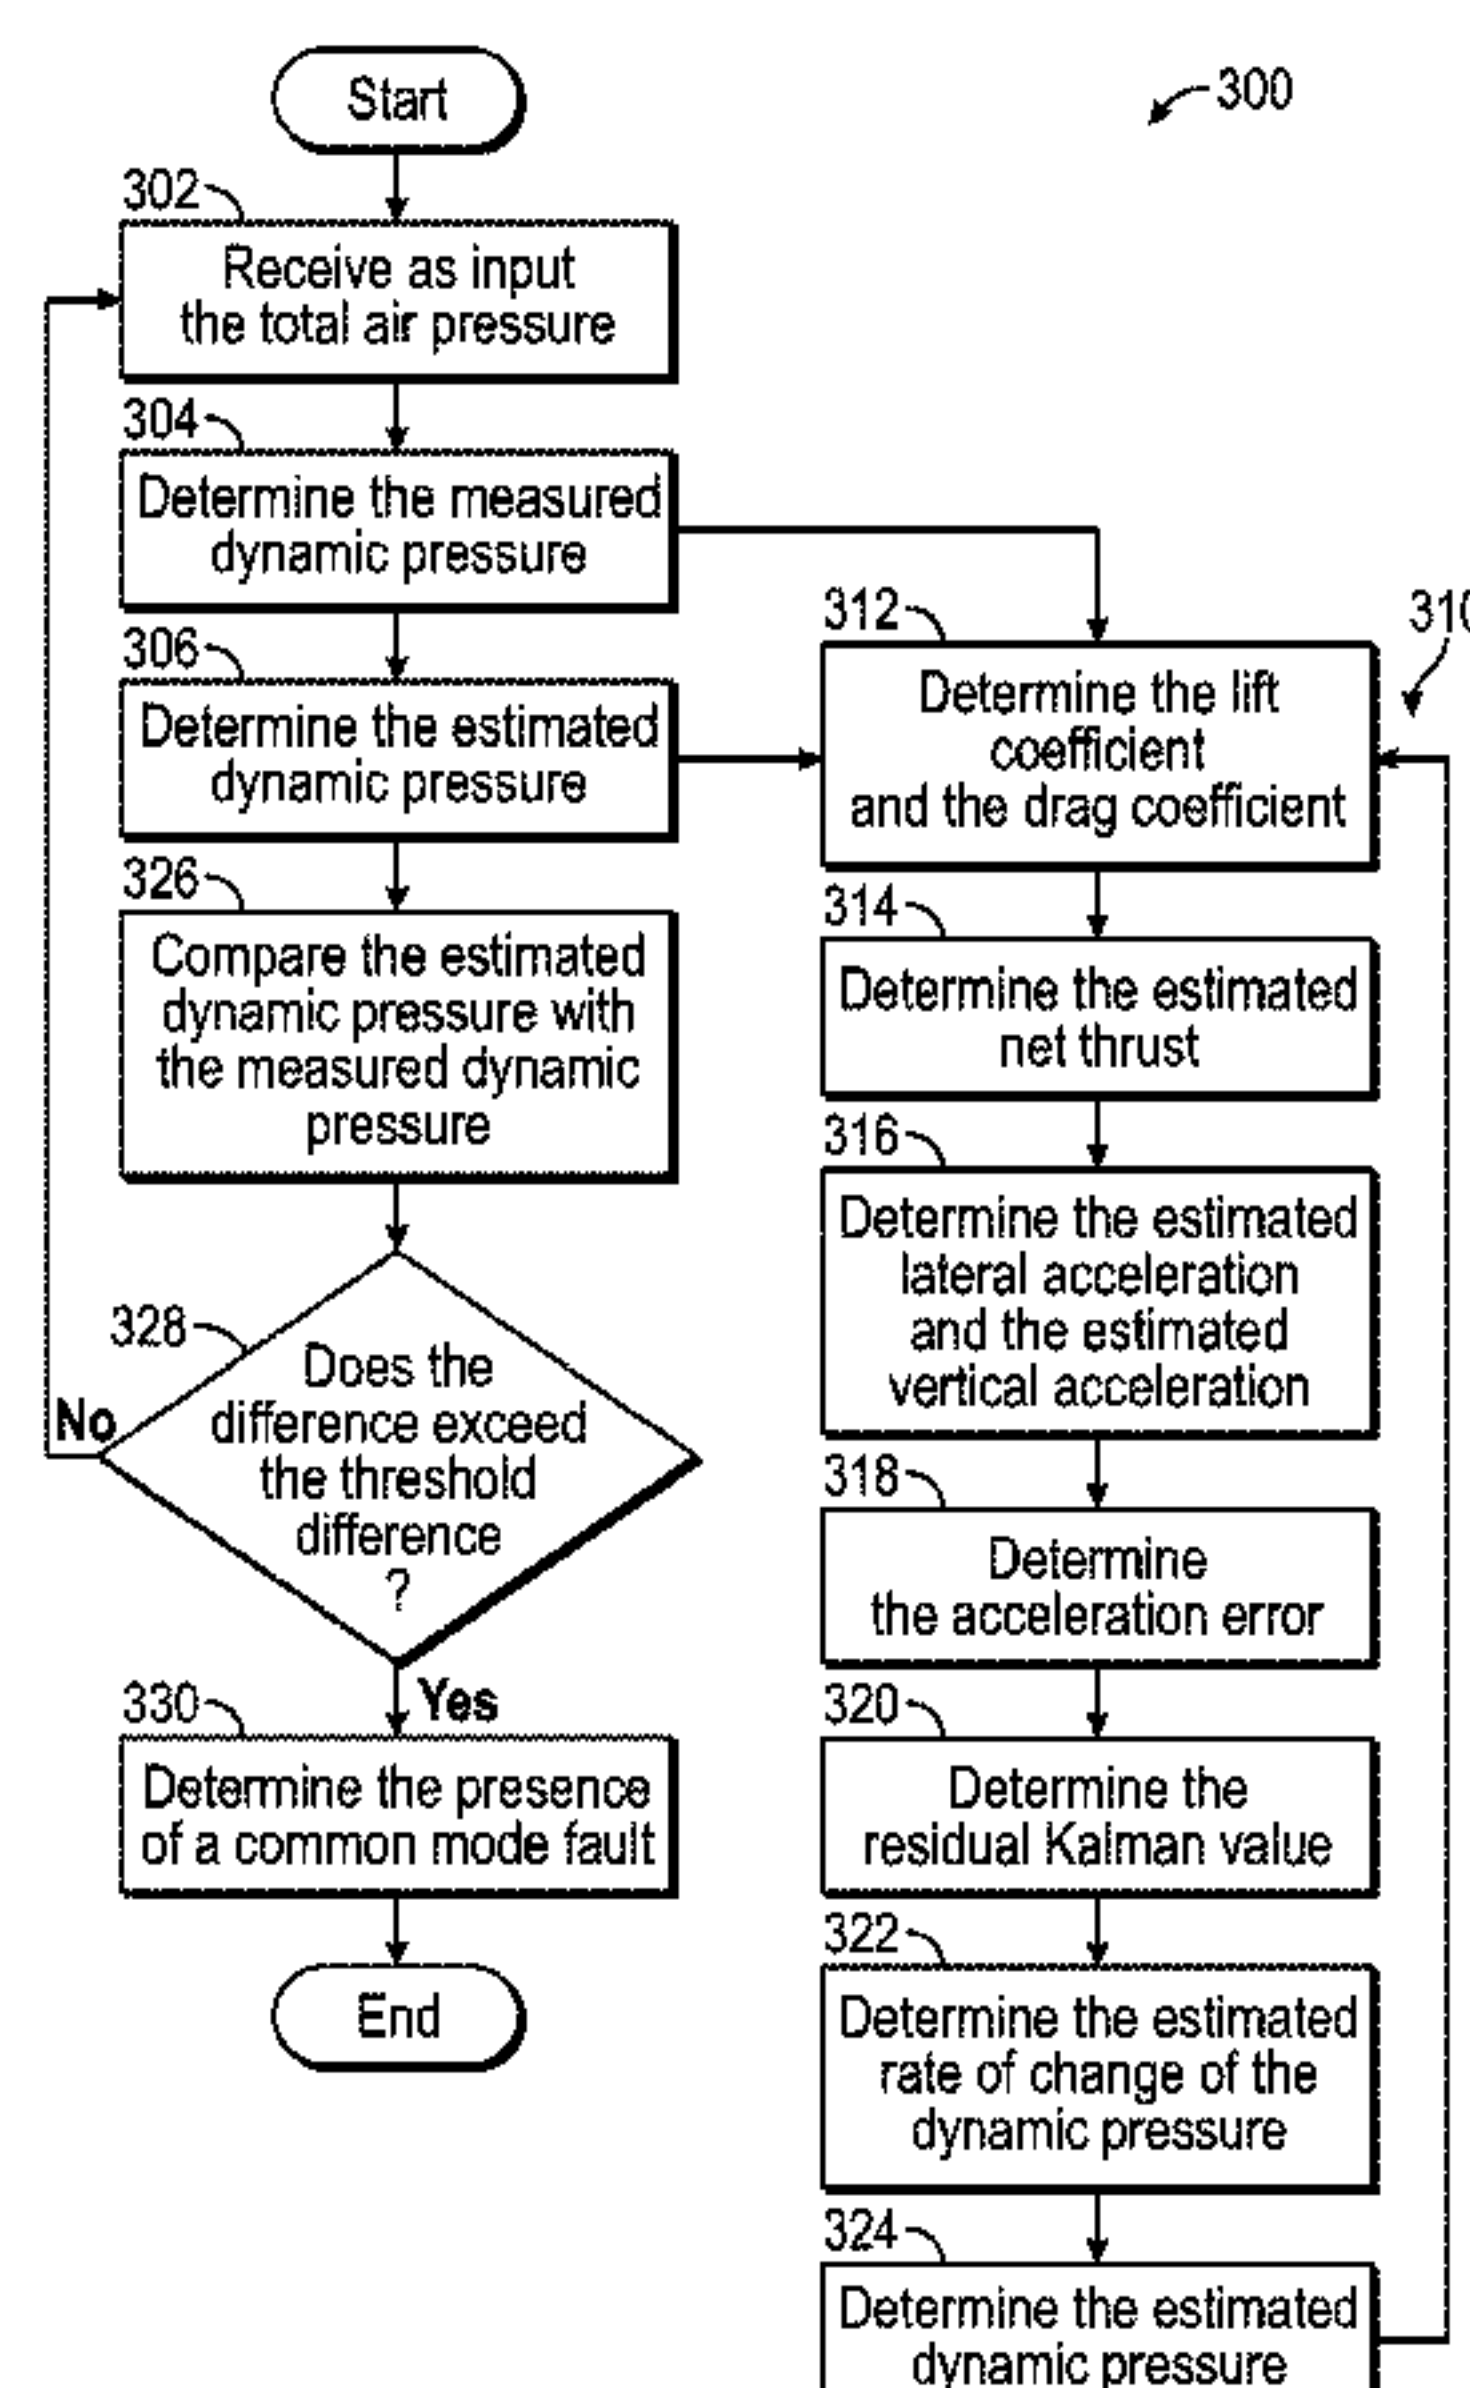 Start
300
302
Receive as input
the total air pressure
304
Determine the measured
dynamic pressure
306
Determine the estimated
dynamic pressure
326
Compare the estimated
dynamic pressure with
the measured dynamic
pressure
328
Does the
difference exceed
the threshold
difference
?
No
Yes
330
Determine the presence
of a common mode fault
End
310
312
Determine the lift
coefficient
and the drag coefficient
314
Determine the estimated
net thrust
316
Determine the estimated
lateral acceleration
and the estimated
vertical acceleration
318
Determine
the acceleration error
320
Determine the
residual Kalman value
322
Determine the estimated
rate of change of the
dynamic pressure
324
Determine the estimated
dynamic pressure